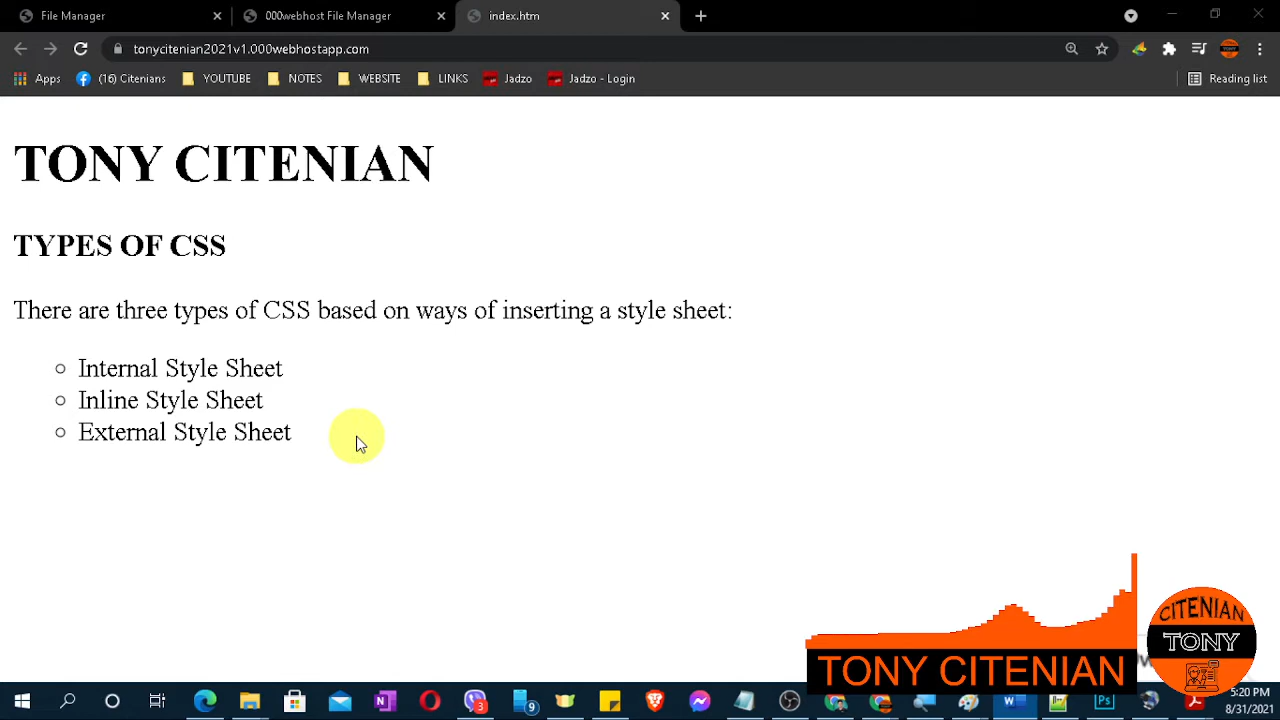 File Manager
000webhost File Manager
index.htm
tonycitenian2021v1.000webhostapp.com
Apps
(16) Citenians
YOUTUBE
NOTES
WEBSITE
LINKS
Jadzo
Jadzo - Login
Reading list
TONY CITENIAN
TYPES OF CSS
There are three types of CSS based on ways of inserting a style sheet:
Internal Style Sheet
Inline Style Sheet
External Style Sheet
CITENIAN
TONY
TONY CITENIAN
3
9
N
W
Ps
5:20 PM
8/31/2021